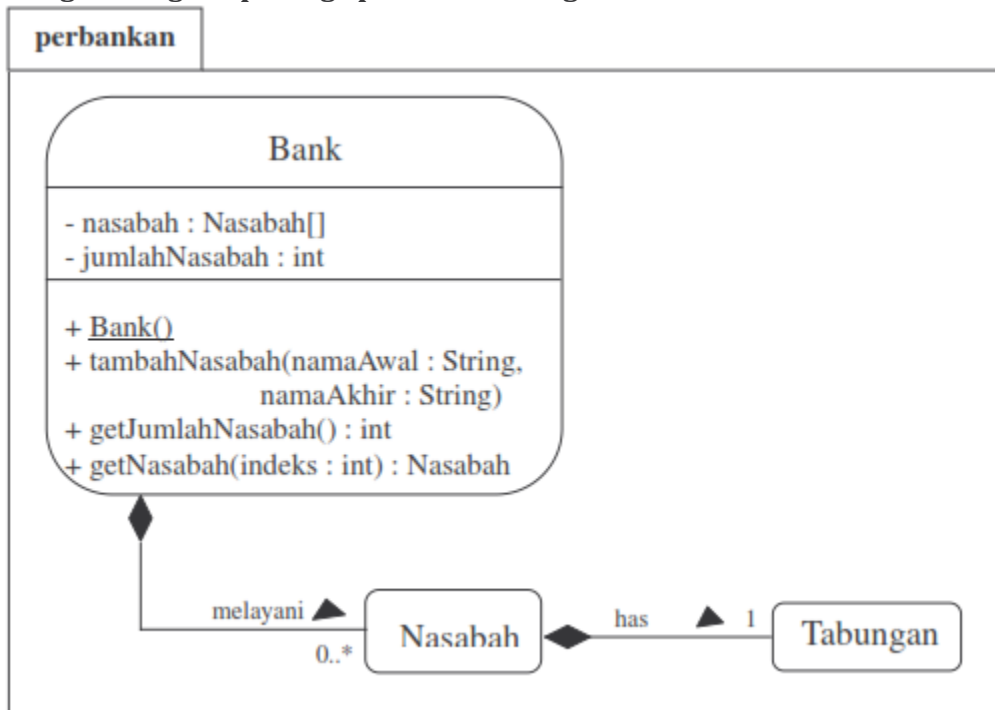 perbankan
Bank
- nasabah : Nasabah[]
- jumlahNasabah : int
+ Bank()
+ tambahNasabah(namaAwal : String,
namaAkhir : String)
+ getJumlahNasabah() : int
+ getNasabah(indeks : int) : Nasabah
melayani
0..*
Nasabah
has
1
Tabungan